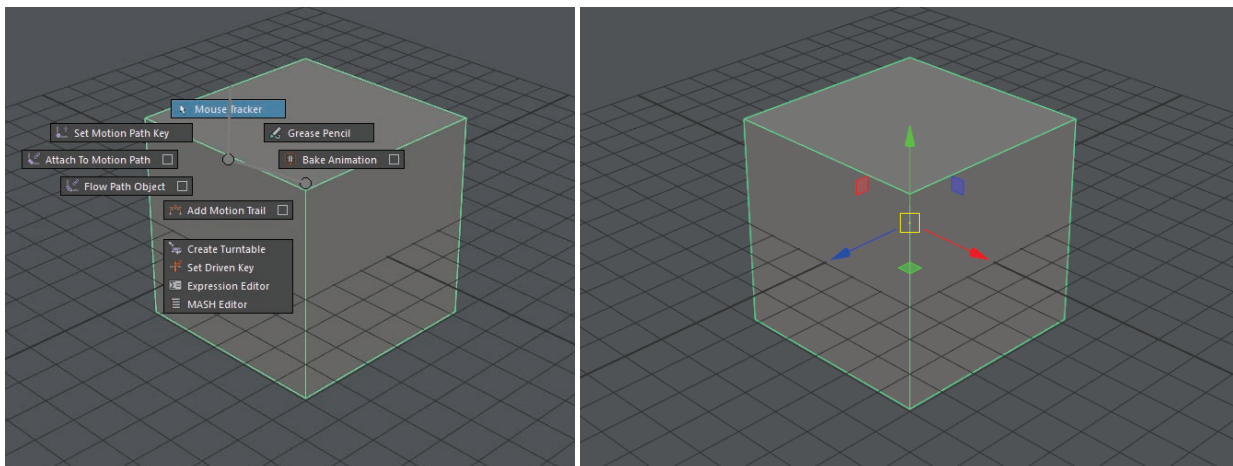 Mouse Tracker
Set Motion Path Key
Grease Pencil
Attach To Motion Path
Bake Animation
Flow Path Object
Add Motion Trail
Create Turntable
Set Driven Key
Expression Editor
MASH Editor